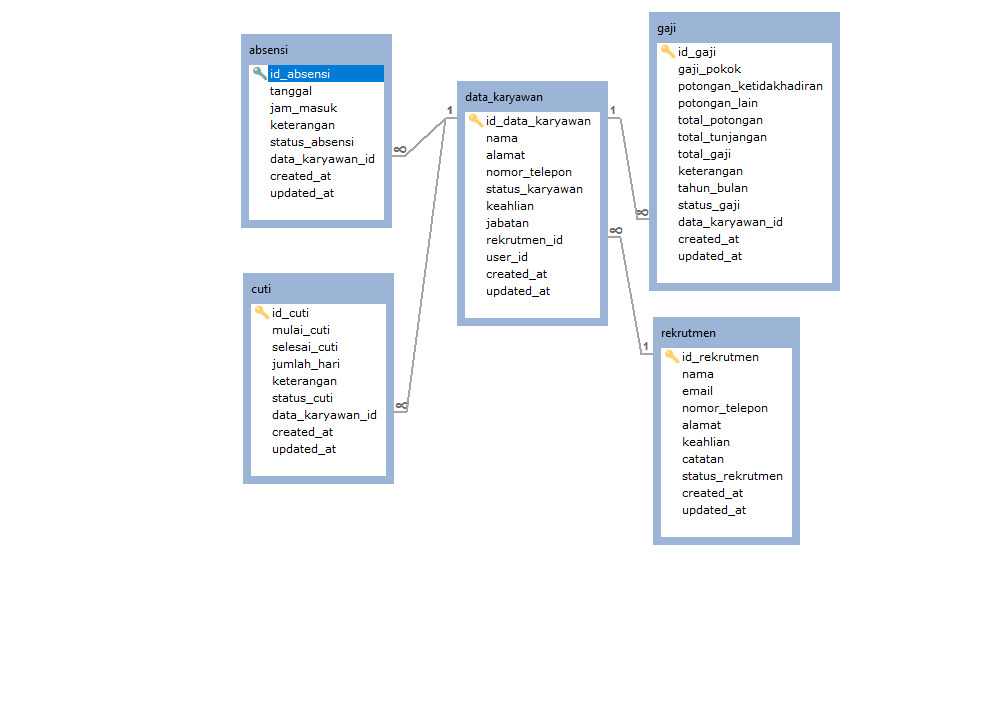 absensi
id_absensi
tanggal
jam_masuk
keterangan
status_absensi
data_karyawan_id
created_at
updated_at
cuti
id_cuti
mulai_cuti
selesai_cuti
jumlah_hari
keterangan
status_cuti
data_karyawan_id
created_at
updated_at
1
∞
∞
data_karyawan
id_data_karyawan
nama
alamat
nomor_telepon
status_karyawan
keahlian
jabatan
rekrutmen_id
user_id
created_at
updated_at
1
∞
∞
1
gaji
id_gaji
gaji_pokok
potongan_ketidakhadiran
potongan_lain
total_potongan
total_tunjangan
total_gaji
keterangan
tahun_bulan
status_gaji
data_karyawan_id
created_at
updated_at
rekrutmen
id_rekrutmen
nama
email
nomor_telepon
alamat
keahlian
catatan
status_rekrutmen
created_at
updated_at